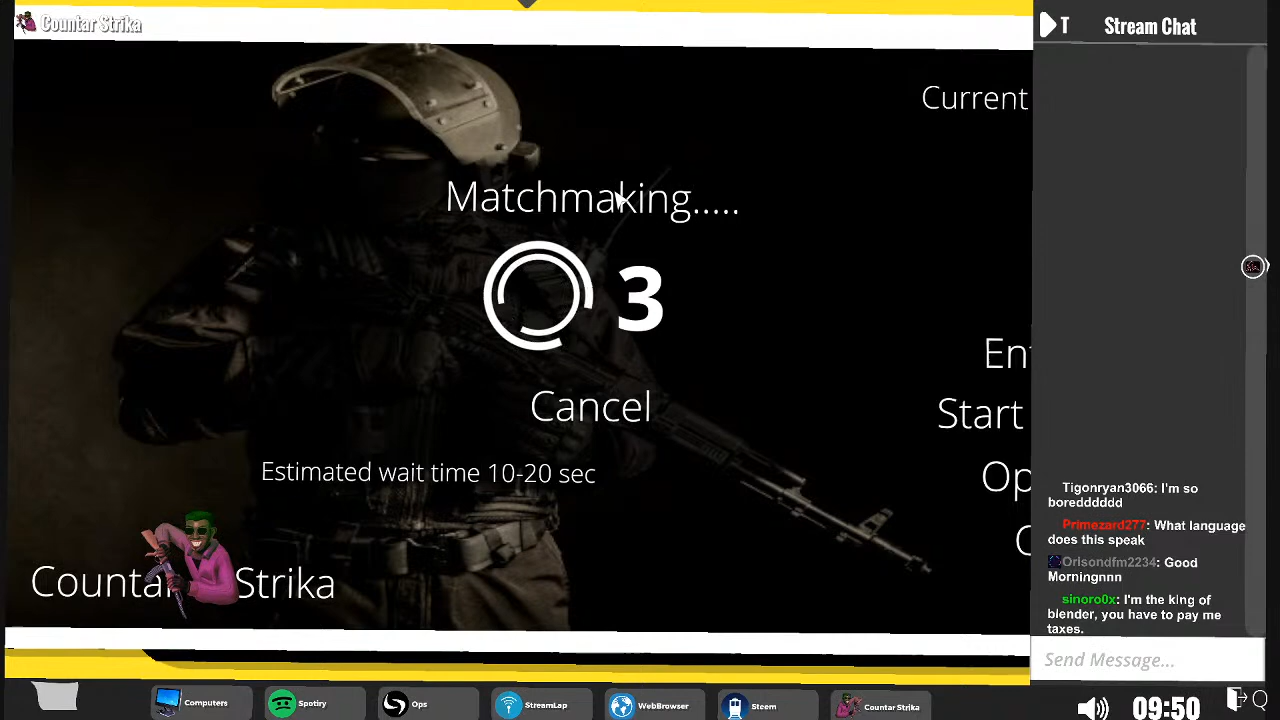 Countar Strika
T
Stream Chat
Current
Matchmaking.....
3
Cancel
Estimated wait time 10-20 sec
Start
Countar Strika
Tigonryan3066: I'm so
boredddddd
Primezard277: What language
does this speak
Orlsondfm2234: Good
Morningnnn
sinoro0x: I'm the king of
blender, you have to pay me
taxes.
Send Message...
Computers
Spotiry
Ops
StreamLap
WebBrowser
Steem
Countar Strika
09:50